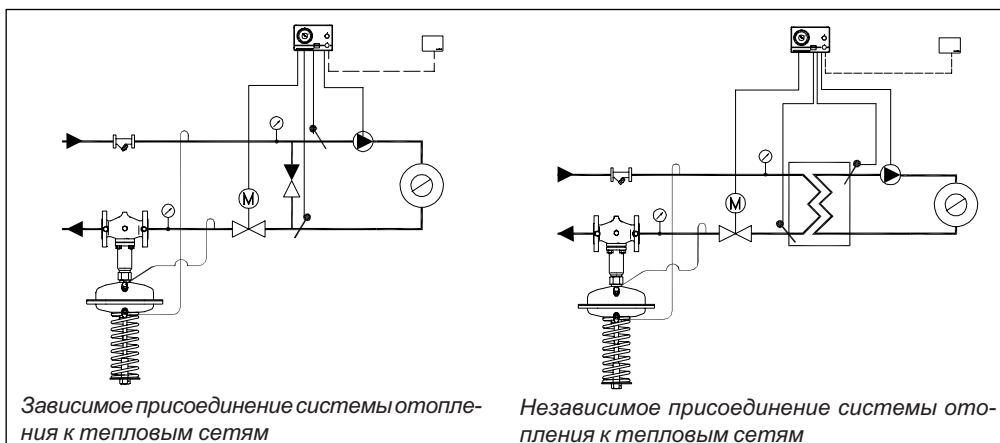 M
M
Зависимое присоединение системы отопле-
ния к тепловым сетям
Независимое присоединение системы ото-
пления к тепловым сетям